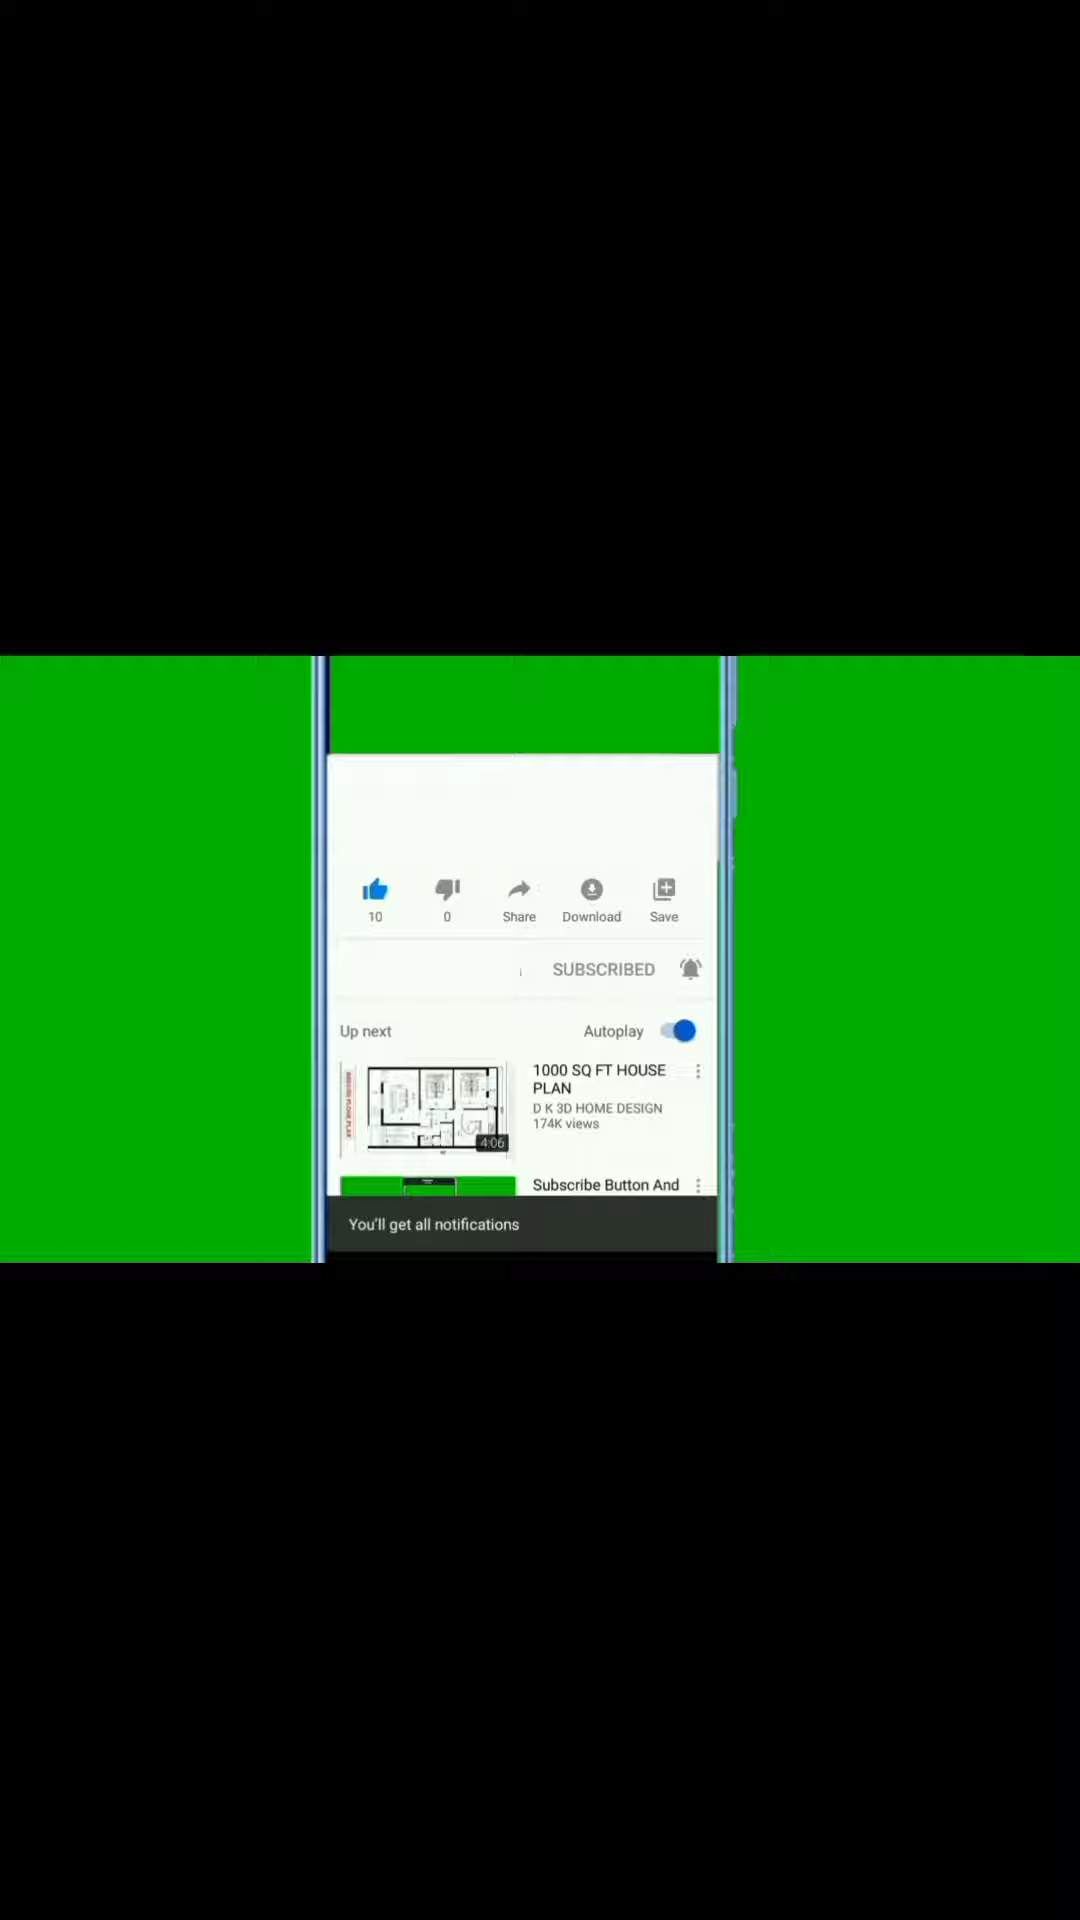 10
0
Share
Download
Save
SUBSCRIBED
Up next
Autoplay
1000 SQ FT HOUSE
PLAN
D K 3D HOME DESIGN
174K views
4:06
Subscribe Button And
You'll get all notifications